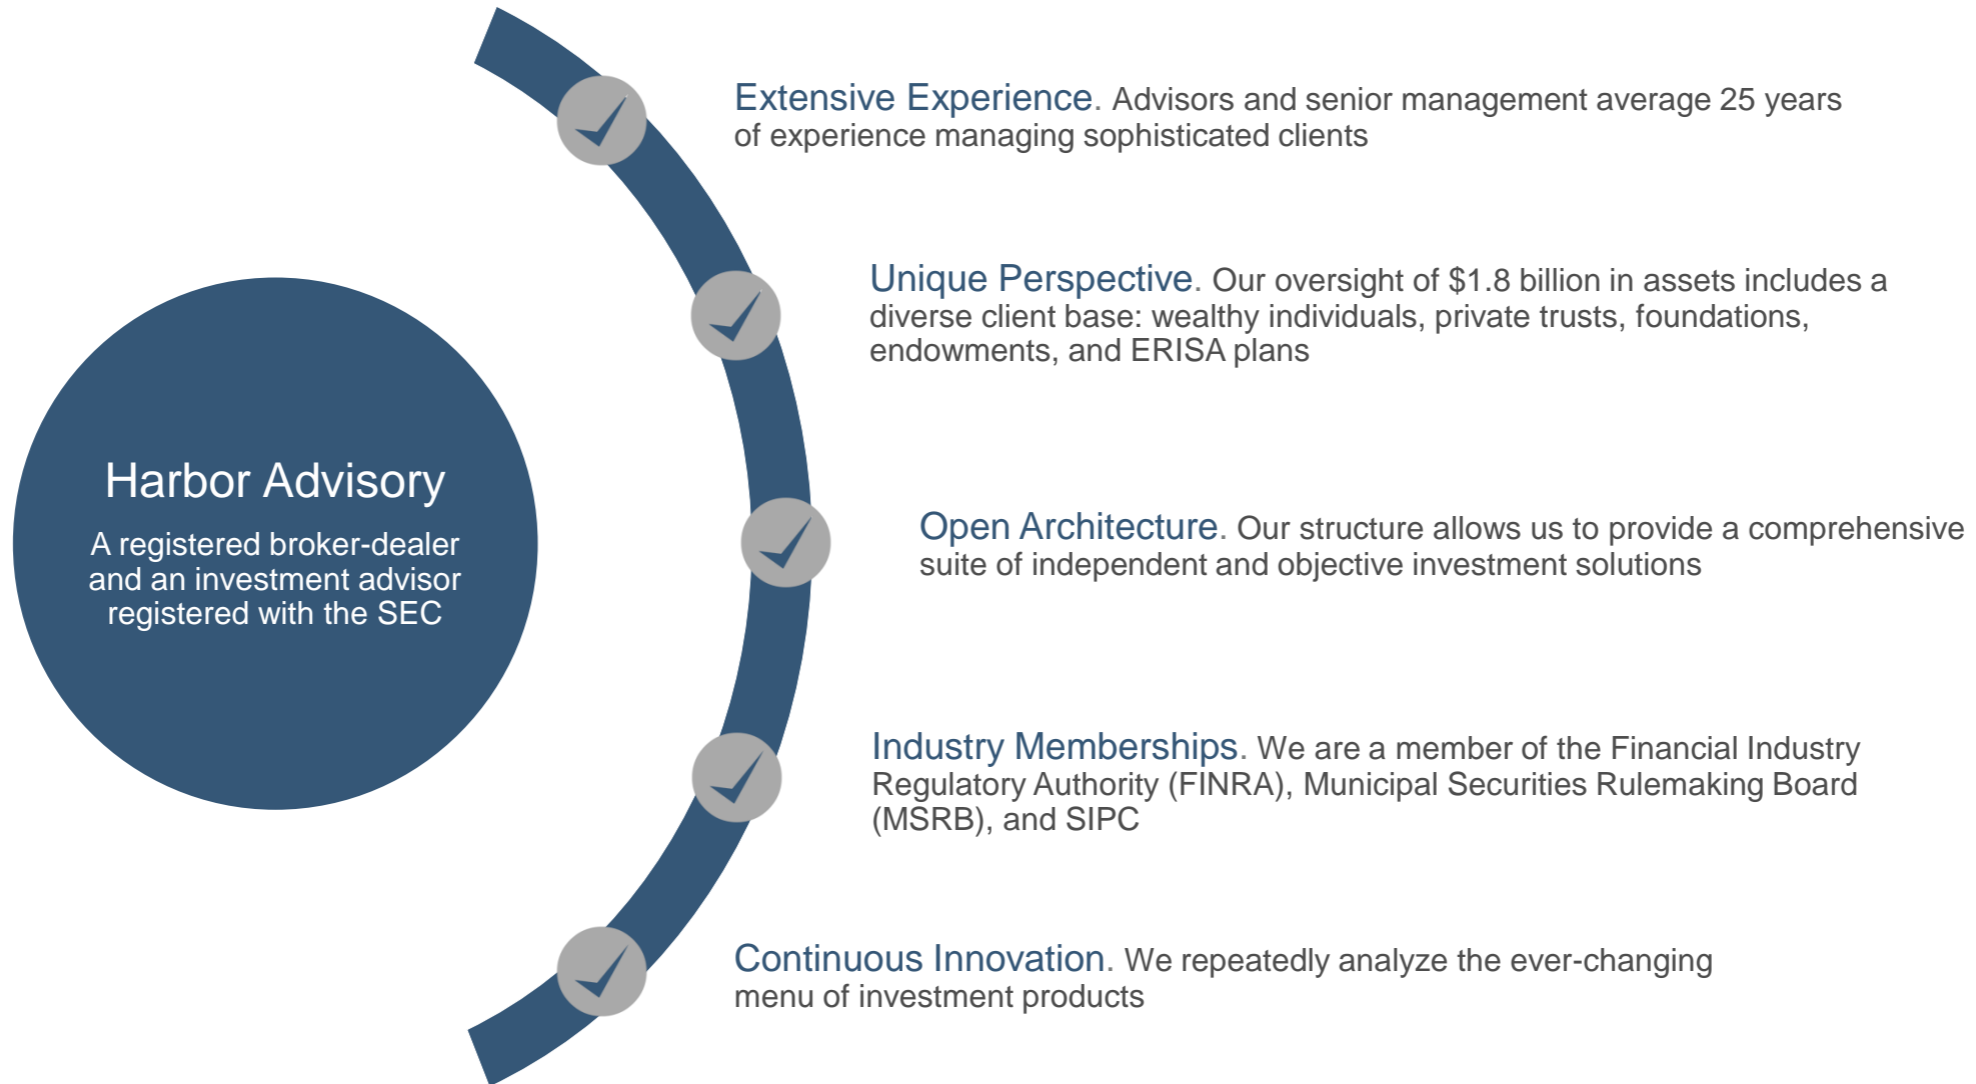 Harbor Advisory
A registered broker-dealer
and an investment advisor
registered with the SEC
Extensive Experience. Advisors and senior management average 25 years
of experience managing sophisticated clients
Unique Perspective. Our oversight of $1.8 billion in assets includes a
diverse client base: wealthy individuals, private trusts, foundations,
endowments, and ERISA plans
Open Architecture. Our structure allows us to provide a comprehensive
suite of independent and objective investment solutions
Industry Memberships. We are a member of the Financial Industry
Regulatory Authority (FINRA), Municipal Securities Rulemaking Board
(MSRB), and SIPC
Continuous Innovation. We repeatedly analyze the ever-changing
menu of investment products